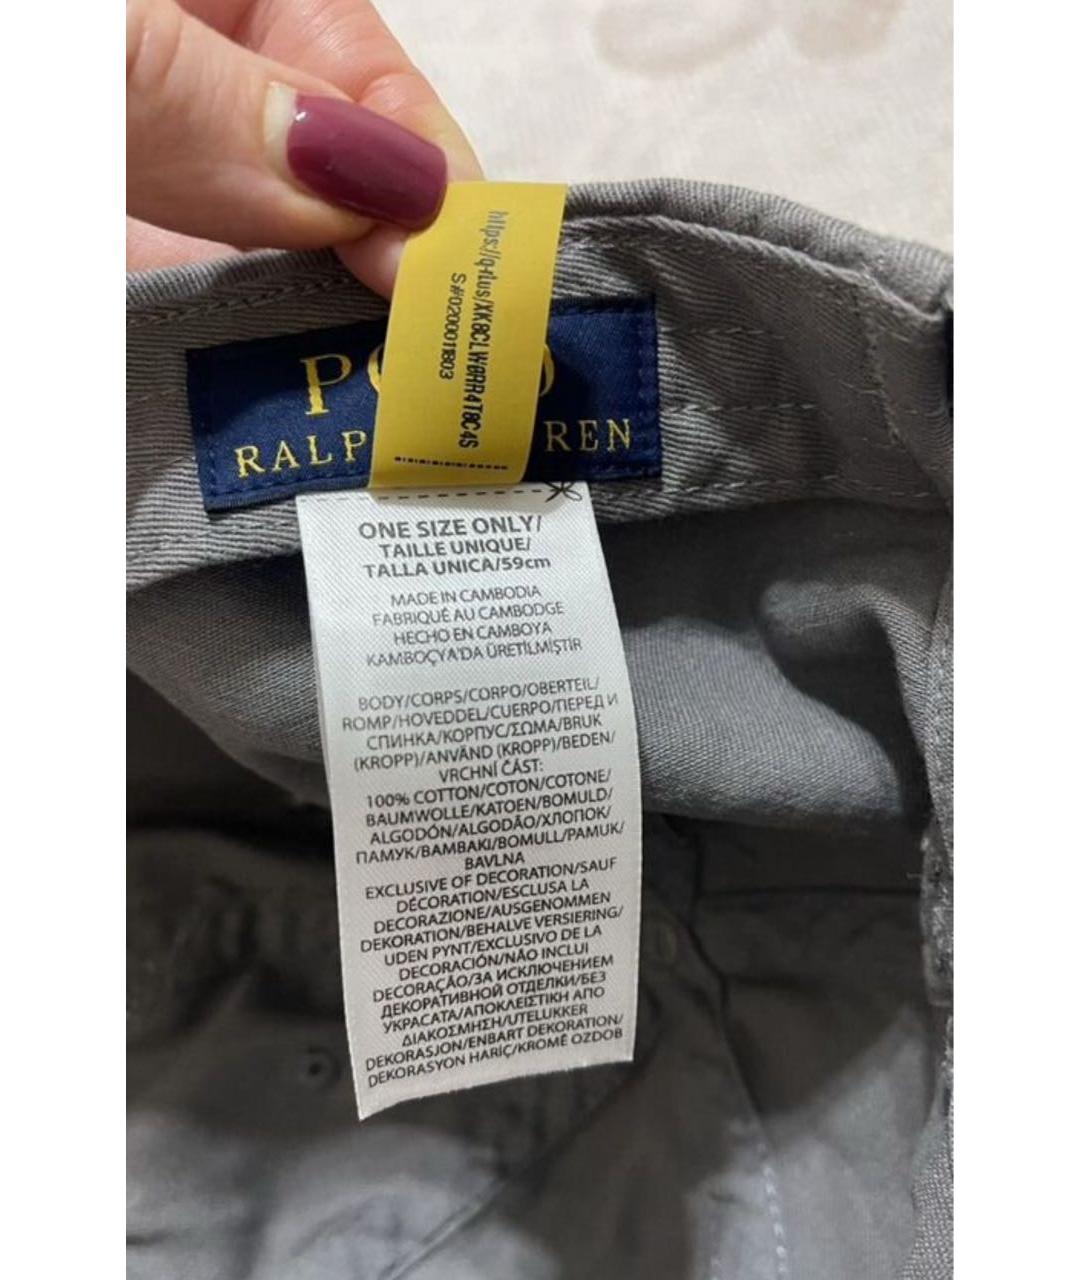 https://q-r.l.us/XK8CLW0AR4T8C4S
S#020001B03
P O
RALP REN
ONE SIZE ONLY/
TAILLE UNIQUE/
TALLA UNICA/59cm
MADE IN CAMBODIA
FABRIQUÉ AU CAMBODGE
HECHO EN CAMBOYA
KAMBOÇYA'DA ÜRETİLMİŞTİR
BODY/CORPS/CORPO/OBERTEIL/
ROMP/HOVEDDEL/CUERPO/ПЕРЕД И
СПИНКА/КОРПУС/ΣΩΜΑ/BRUK
(KROPP)/ANVÄND (KROPP)/BEDEN/
VRCHNÍ ČÁST:
100% COTTON/COTON/COTONE/
BAUMWOLLE/KATOEN/BOMULD/
ALGODÓN/ALGODÃO/ХЛОПОК/
ПАМУК/BAMBAKI/BOMULL/PAMUK/
BAVLNA
EXCLUSIVE OF DECORATION/SAUF
DÉCORATION/ESCLUSA LA
DECORAZIONE/AUSGENOMMEN
DEKORATION/BEHALVE VERSIERING/
UDEN PYNT/EXCLUSIVO DE LA
DECORACIÓN/NÃO INCLUI
DECORAÇÃO/ЗА ИСКЛЮЧЕНИЕМ
ДЕКОРАТИВНОЙ ОТДЕЛКИ/БЕЗ
УКРАСАТА/ΑΠΟΚΛΕΙΣΤΙΚΗ ΑΠΟ
ΔΙΑΚΟΣΜΗΣΗ/UTELUKKER
DEKORASJON/ENBART DEKORATION/
DEKORASYON HARİÇ/KROMĚ OZDOB